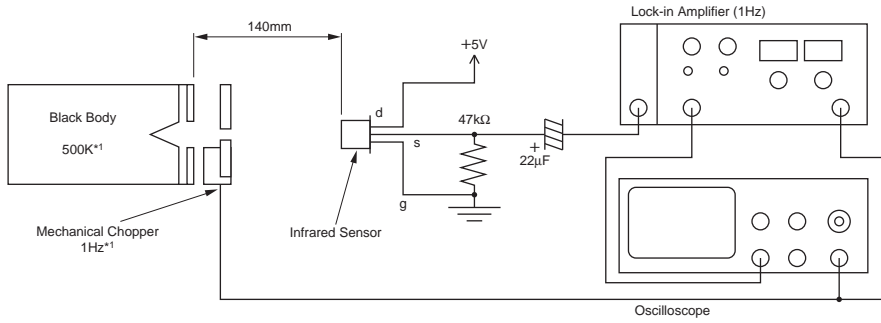 Lock-in Amplifier (1Hz)
140mm
+5V
Black Body
500K*1
d
47kΩ
s
+
22μF
g
Mechanical Chopper
1Hz*1
Infrared Sensor
Oscilloscope